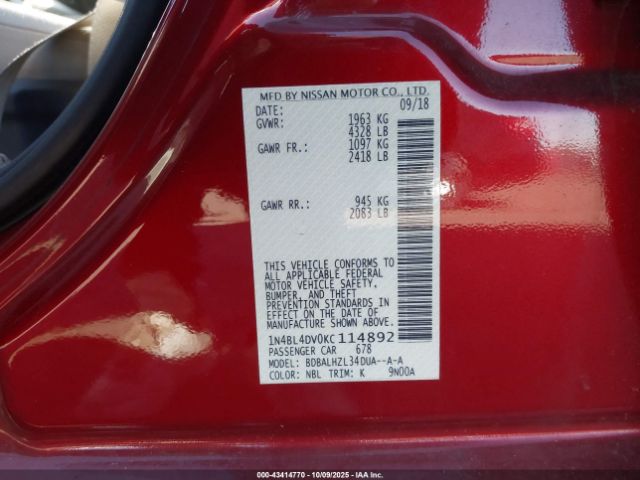 MFD BY NISSAN MOTOR CO., LTD.
DATE: 09/18
GVWR: 1963 KG
4328 LB
GAWR FR.: 1097 KG
2418 LB
GAWR RR.: 945 KG
2083 LB
THIS VEHICLE CONFORMS TO
ALL APPLICABLE FEDERAL
MOTOR VEHICLE SAFETY,
BUMPER, AND THEFT
PREVENTION STANDARDS IN
EFFECT ON THE DATE OF
MANUFACTURE SHOWN ABOVE.
1N4BL4DV0KC114892
PASSENGER CAR 678
MODEL: BDBALHZL34DUA--A-A
COLOR: NBL TRIM: K 9N00A
000-43414770 - 10/09/2025 - IAA Inc.